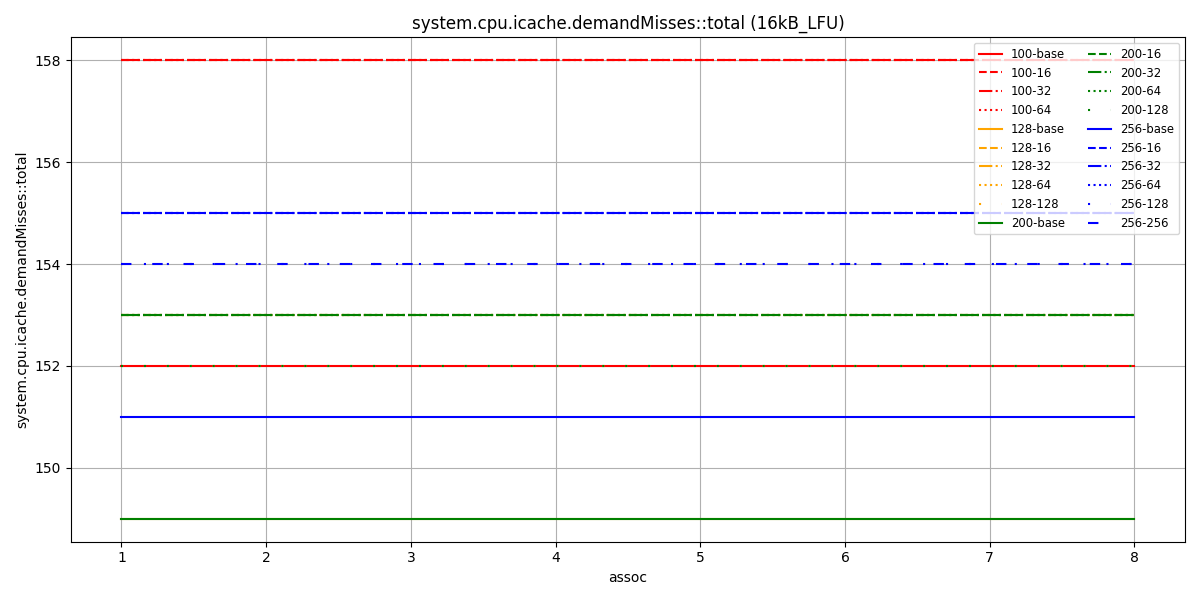 system.cpu.icache.demandMisses::total (16kB_LFU)
system.cpu.icache.demandMisses::total
158
156
154
152
150
1 2 3 4 5 6 7 8
assoc
100-base
100-16
100-32
100-64
128-base
128-16
128-32
128-64
128-128
200-base
200-16
200-32
200-64
200-128
256-base
256-16
256-32
256-64
256-128
256-256